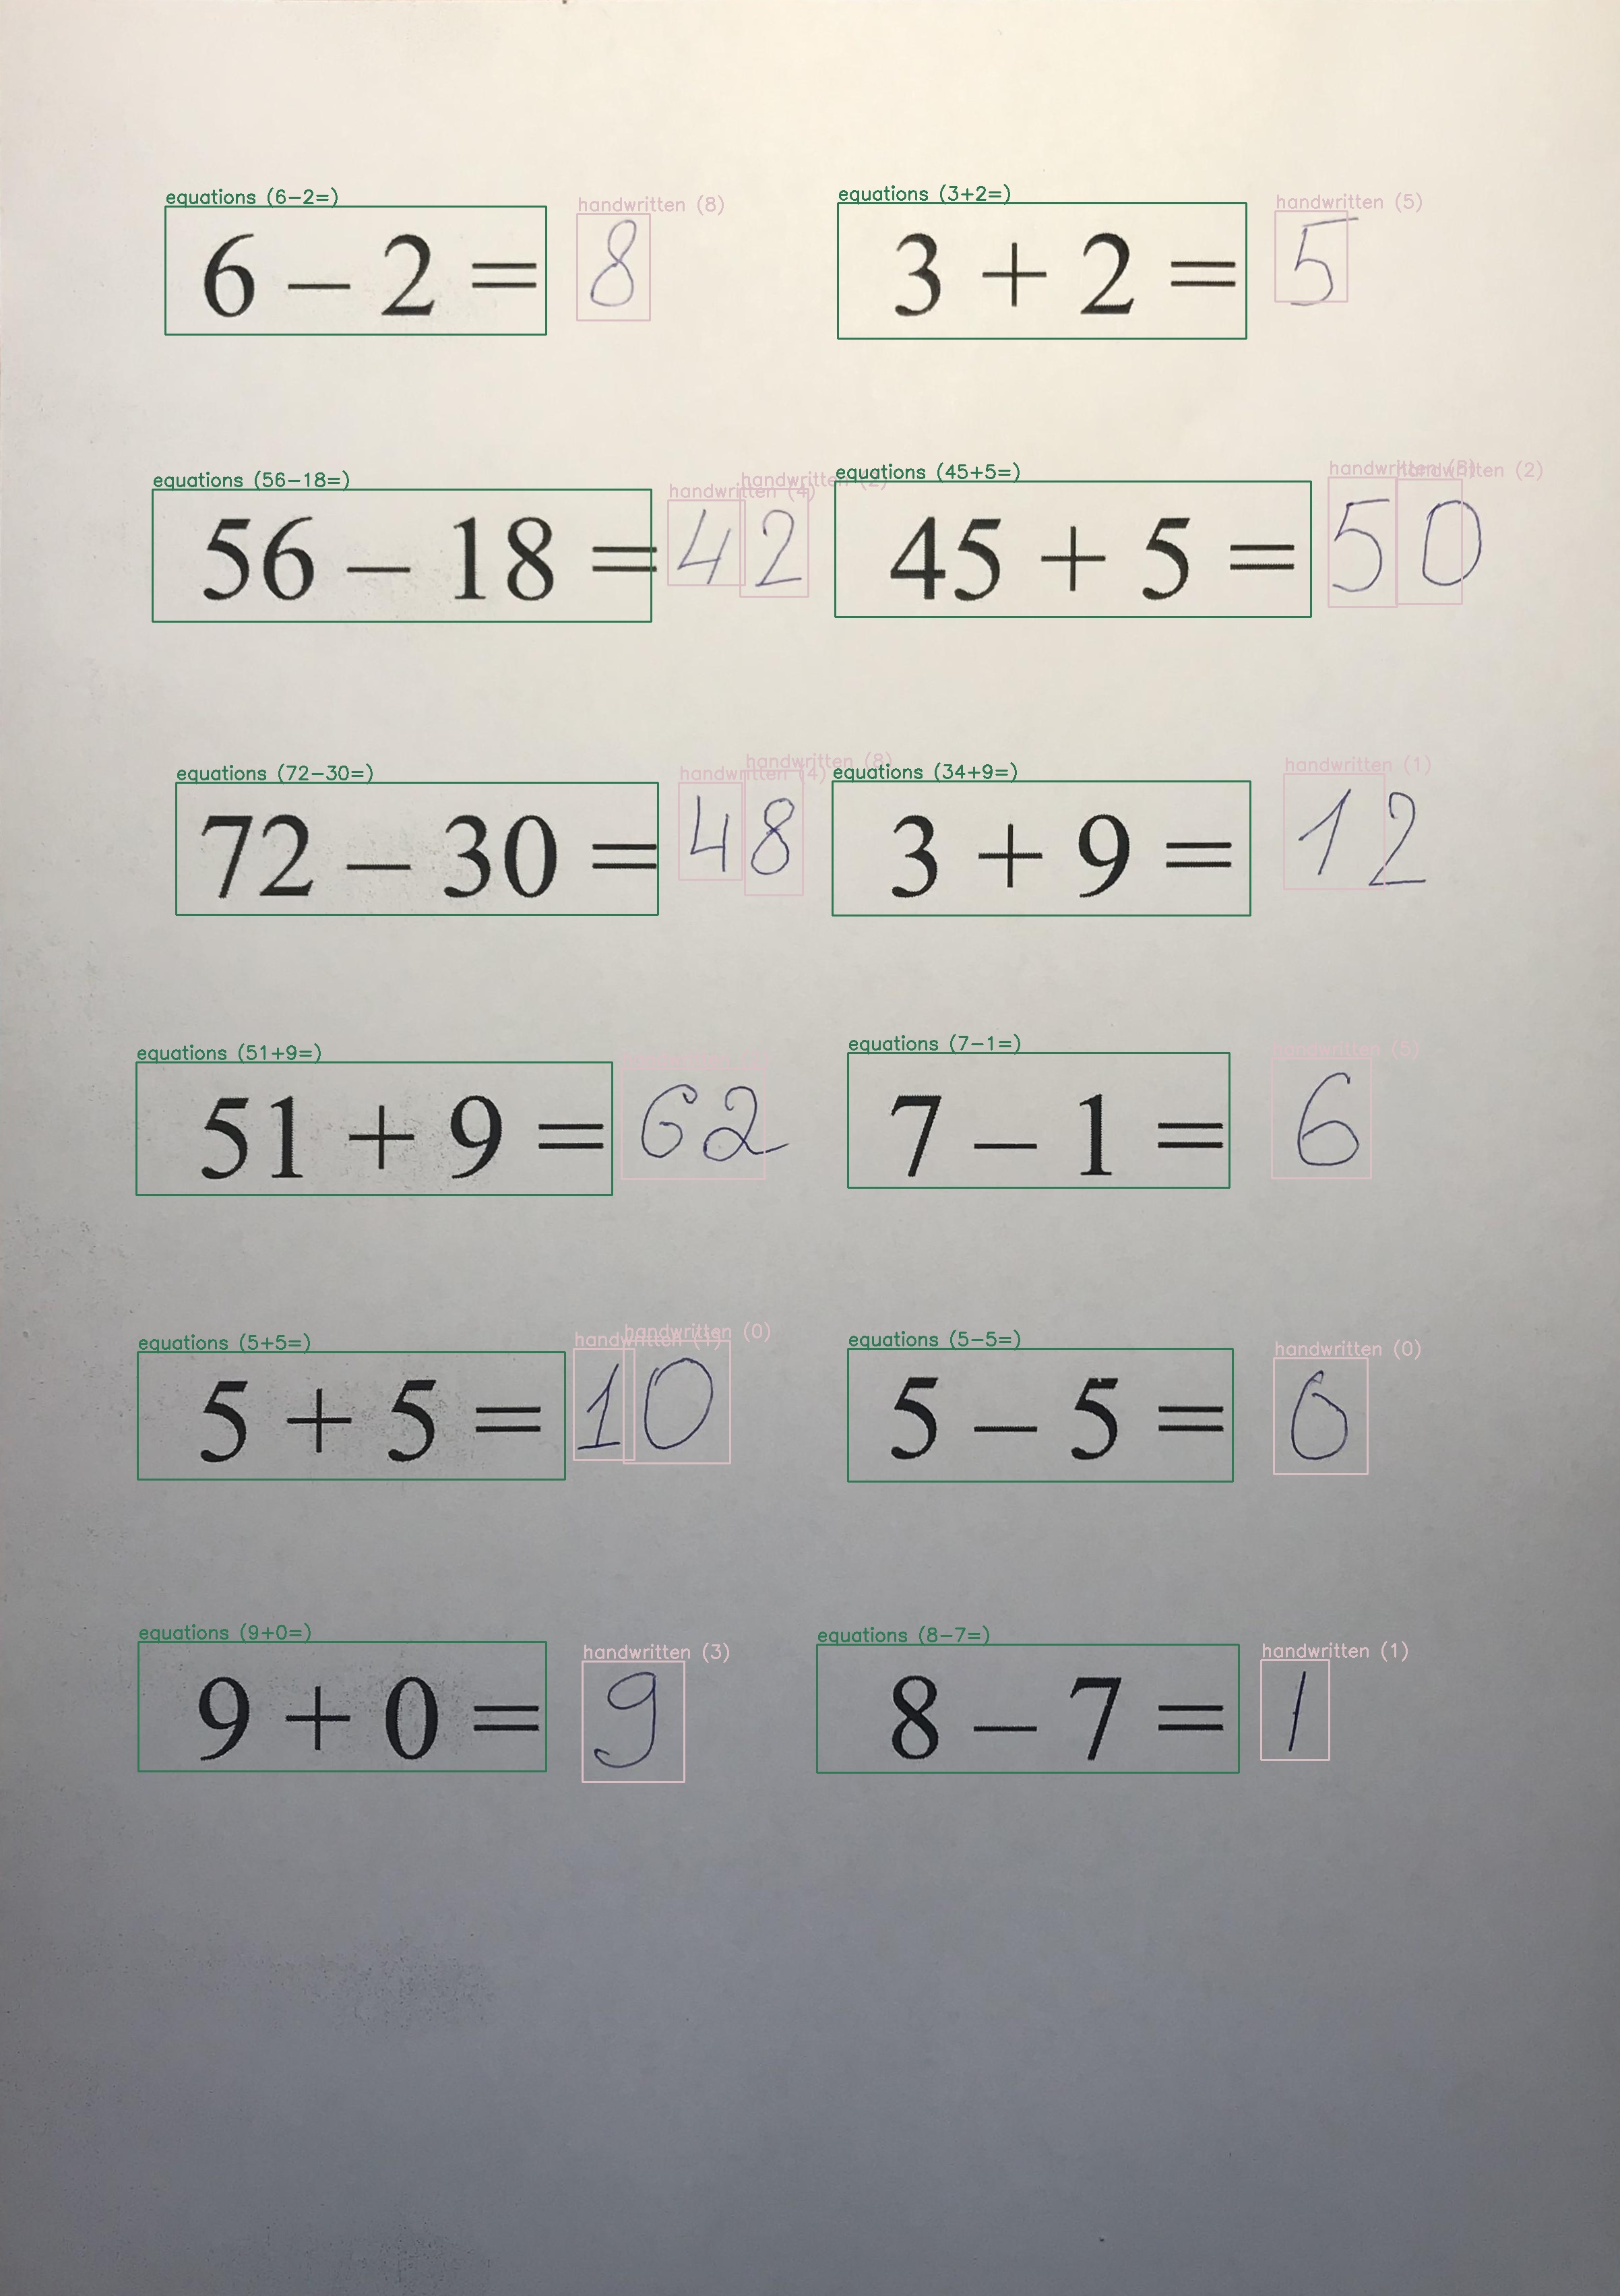 equations (6-2=) handwritten (8) equations (3+2=) handwritten (5)
6 – 2 = 8 3 + 2 = 5
equations (56-18=) handwritten (4) handwritten (2) equations (45+5=) handwritten handwritten (2)
56 – 18 = 42 45 + 5 = 50
equations (72-30=) handwritten (4) handwritten (8) equations (34+9=) handwritten (1)
72 – 30 = 48 3 + 9 = 12
equations (51+9=) equations (7-1=) handwritten (5)
51 + 9 = 62 7 – 1 = 6
equations (5+5=) handwritten (1) handwritten (0) equations (5-5=) handwritten (0)
5 + 5 = 10 5 – 5 = 0
equations (9+0=) handwritten (3) equations (8-7=) handwritten (1)
9 + 0 = 9 8 – 7 = 1